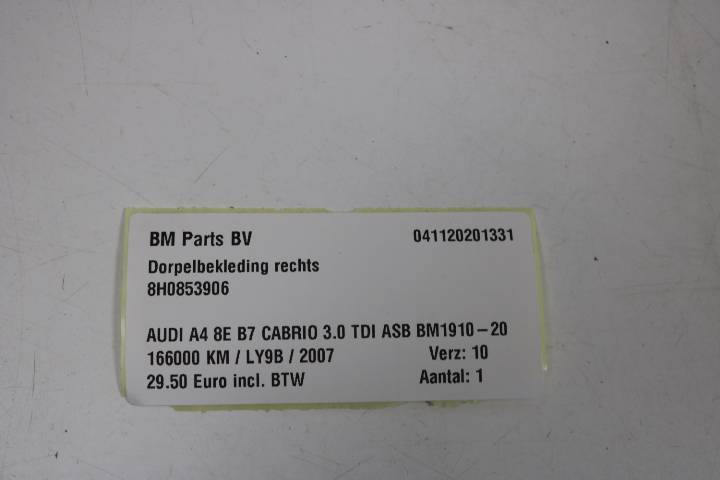 BM Parts BV 041120201331
Dorpelbekleding rechts
8H0853906
AUDI A4 8E B7 CABRIO 3.0 TDI ASB BM1910-20
166000 KM / LY9B / 2007 Verz: 10
29.50 Euro incl. BTW Aantal: 1